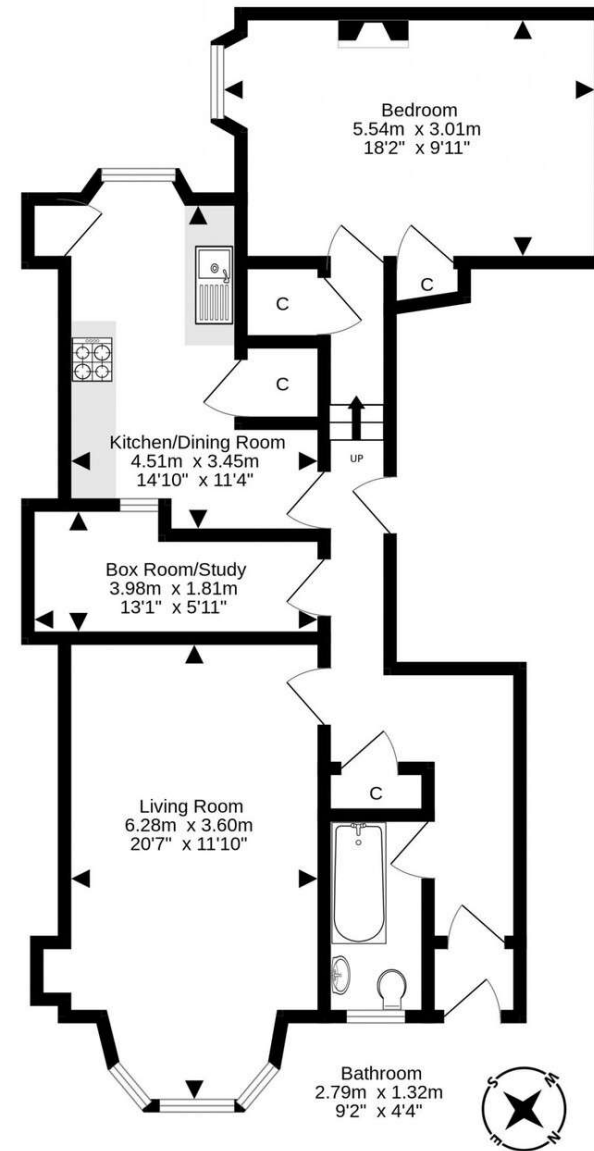 Bedroom
5.54m x 3.01m
18'2" x 9'11"
C
C
C
Kitchen/Dining Room
4.51m x 3.45m
14'10" x 11'4"
UP
Box Room/Study
3.98m x 1.81m
13'1" x 5'11"
Living Room
6.28m x 3.60m
20'7" x 11'10"
C
Bathroom
2.79m x 1.32m
9'2" x 4'4"
S
W
E
N